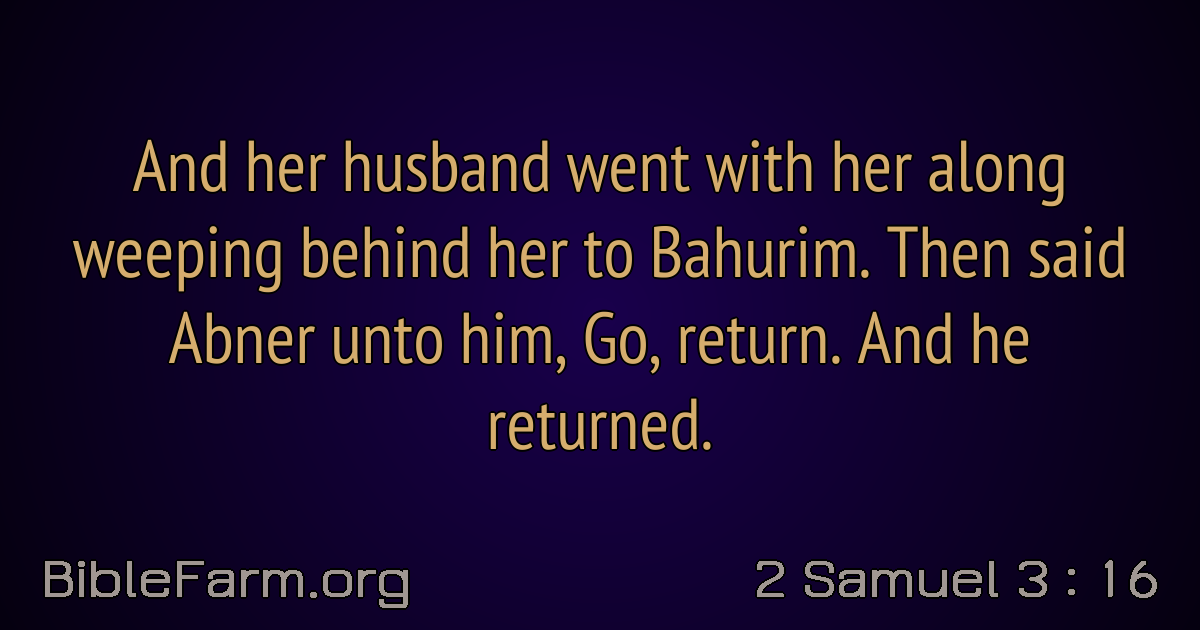 And her husband went with her along
weeping behind her to Bahurim. Then said
Abner unto him, Go, return. And he
returned.
BibleFarm.org
2 Samuel 3 : 16